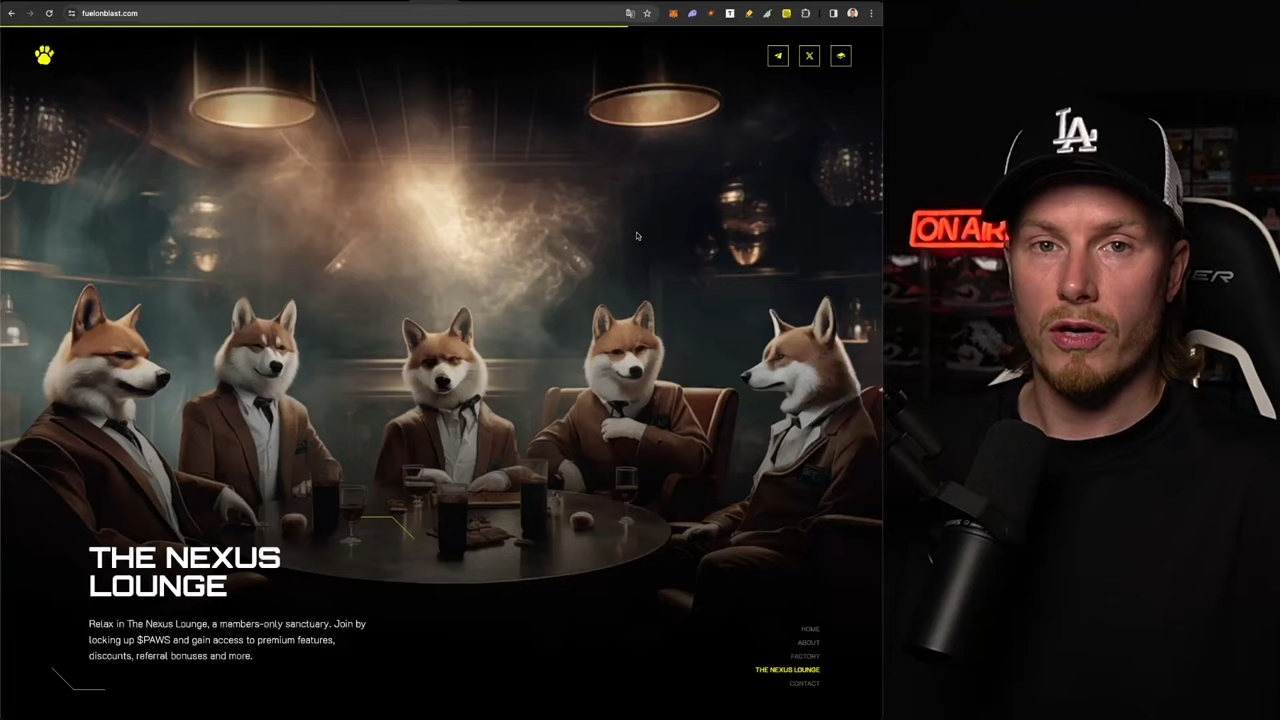 fuelonblast.com
THE NEXUS
LOUNGE
Relax in The Nexus Lounge, a members-only sanctuary. Join by
locking up $PAWS and gain access to premium features,
discounts, referral bonuses and more.
HOME
ABOUT
FACTORY
THE NEXUS LOUNGE
CONTACT
LA
ON AIR